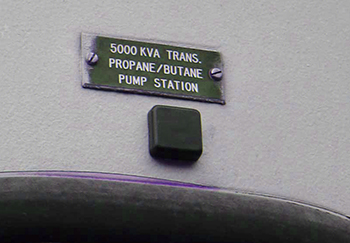 5000 KVA TRANS.
PROPANE/BUTANE
PUMP STATION